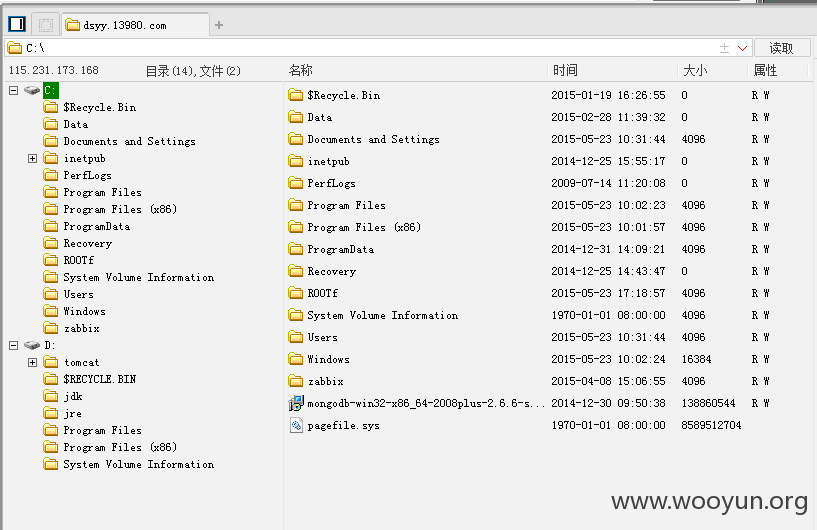 dsyy.13980.com
C:\ 读取
115.231.173.168 目录(14),文件(2) 名称 时间 大小 属性
C:
$Recycle.Bin
Data
Documents and Settings
inetpub
PerfLogs
Program Files
Program Files (x86)
ProgramData
Recovery
ROOTf
System Volume Information
Users
Windows
zabbix
D:
tomcat
$RECYCLE.BIN
jdk
jre
Program Files
Program Files (x86)
System Volume Information
$Recycle.Bin 2015-01-19 16:26:55 0 R W
Data 2015-02-28 11:39:32 0 R W
Documents and Settings 2015-05-23 10:31:44 4096 R W
inetpub 2014-12-25 15:55:17 0 R W
PerfLogs 2009-07-14 11:20:08 0 R W
Program Files 2015-05-23 10:02:23 4096 R W
Program Files (x86) 2015-05-23 10:01:57 4096 R W
ProgramData 2014-12-31 14:09:21 4096 R W
Recovery 2014-12-25 14:43:47 0 R W
ROOTf 2015-05-23 17:18:57 4096 R W
System Volume Information 1970-01-01 08:00:00 4096 R W
Users 2015-05-23 10:31:44 4096 R W
Windows 2015-05-23 10:02:24 16384 R W
zabbix 2015-04-08 15:06:55 4096 R W
mongodb-win32-x86_64-2008plus-2.6.6-s... 2014-12-30 09:50:38 138860544 R W
pagefile.sys 1970-01-01 08:00:00 8589512704
www.wooyun.org